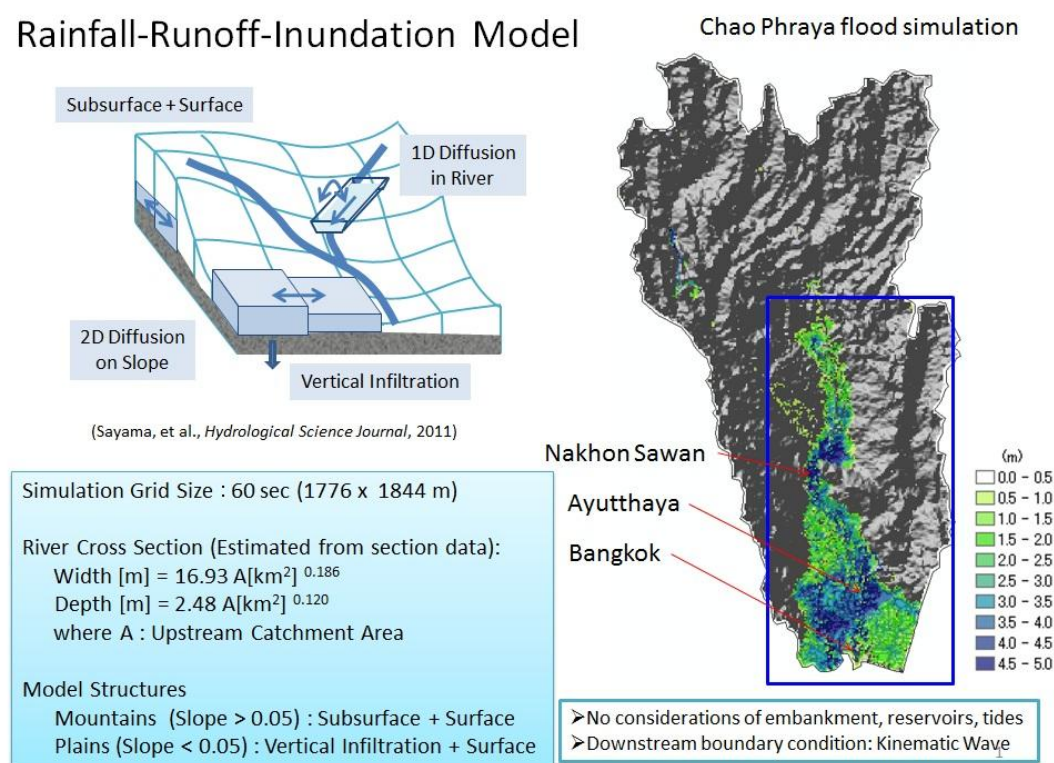 Rainfall-Runoff-Inundation Model
Subsurface + Surface
1D Diffusion
in River
2D Diffusion
on Slope
Vertical Infiltration
(Sayama, et al., Hydrological Science Journal, 2011)
Simulation Grid Size : 60 sec (1776 x 1844 m)
River Cross Section (Estimated from section data):
Width [m] = 16.93 A[km²] ^0.186
Depth [m] = 2.48 A[km²] ^0.120
where A : Upstream Catchment Area
Model Structures
Mountains (Slope > 0.05) : Subsurface + Surface
Plains (Slope < 0.05) : Vertical Infiltration + Surface
Chao Phraya flood simulation
Nakhon Sawan
Ayutthaya
Bangkok
(m)
0.0 - 0.5
0.5 - 1.0
1.0 - 1.5
1.5 - 2.0
2.0 - 2.5
2.5 - 3.0
3.0 - 3.5
3.5 - 4.0
4.0 - 4.5
4.5 - 5.0
➢No considerations of embankment, reservoirs, tides
➢Downstream boundary condition: Kinematic Wave
1